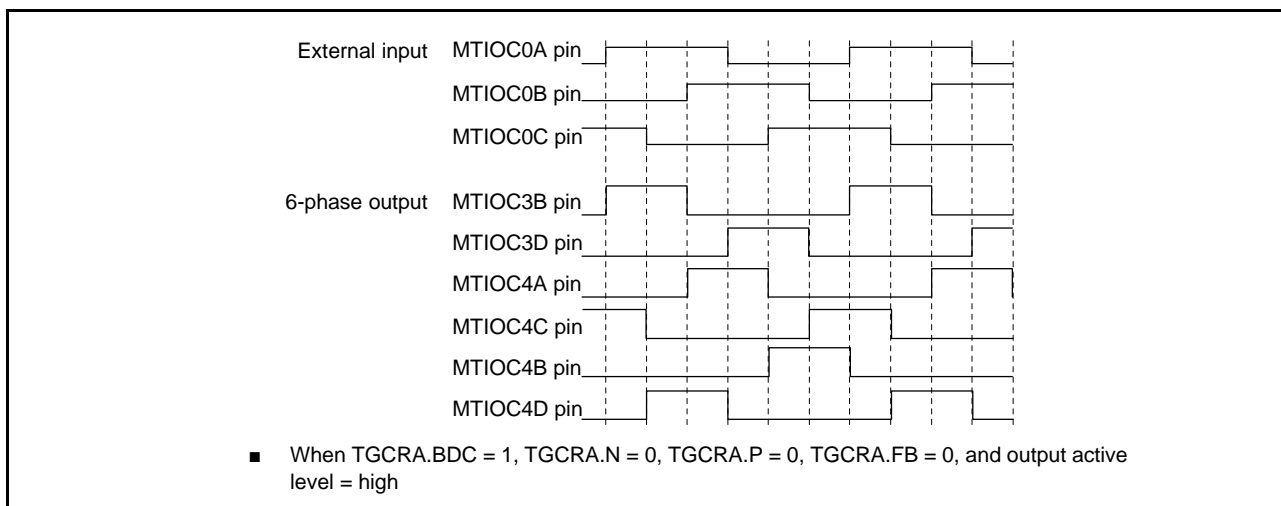 External input MTIOC0A pin
MTIOC0B pin
MTIOC0C pin
6-phase output MTIOC3B pin
MTIOC3D pin
MTIOC4A pin
MTIOC4C pin
MTIOC4B pin
MTIOC4D pin
■ When TGCRA.BDC = 1, TGCRA.N = 0, TGCRA.P = 0, TGCRA.FB = 0, and output active
level = high